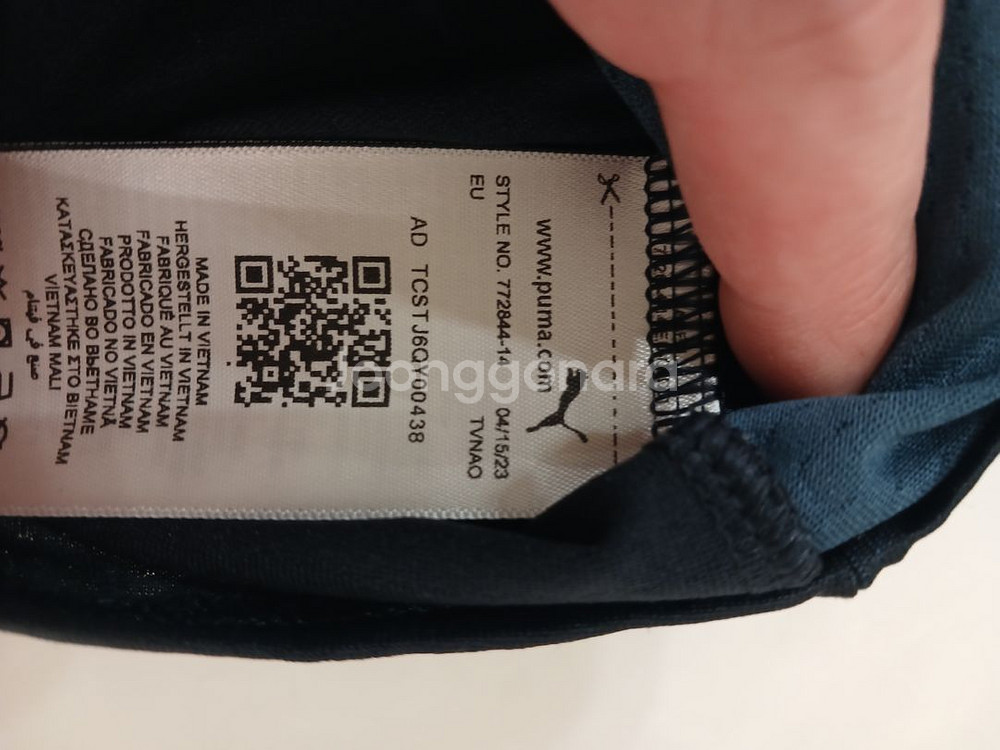 www.puma.com
STYLE NO. 772844-14 04/15/23
EU TVNAO
AD TCSTJ6QY00438
MADE IN VIETNAM
HERGESTELLT IN VIETNAM
FABRIQUE AU VIETNAM
FABRICADO EN VIETNAM
PRODOTTO IN VIETNAM
FABRICADO NO VIETNÃ
СДЕЛАНО ВО ВЬЕТНАМЕ
ΚΑΤΑΣΚΕΥΑΣΤΗΚΕ ΣΤΟ ΒΙΕΤΝΑΜ
VIETNAM MALI
صنع في فيتنام
joonggonara